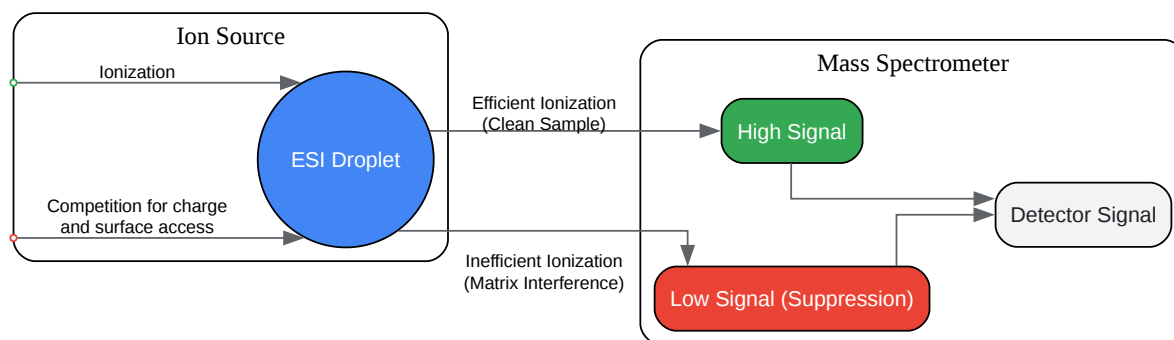 Ion Source
Ionization
ESI Droplet
Competition for charge
and surface access
Efficient Ionization
(Clean Sample)
Inefficient Ionization
(Matrix Interference)
Mass Spectrometer
High Signal
Detector Signal
Low Signal (Suppression)